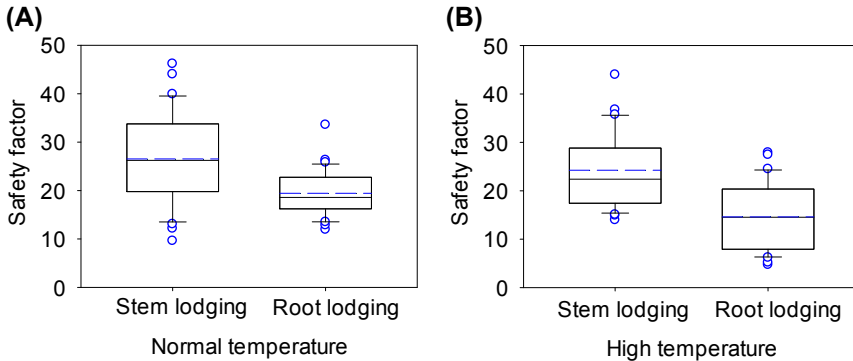 (A)
50
40
30
20
10
0
Safety factor
Stem lodging Root lodging
Normal temperature
(B)
50
40
30
20
10
0
Safety factor
Stem lodging Root lodging
High temperature